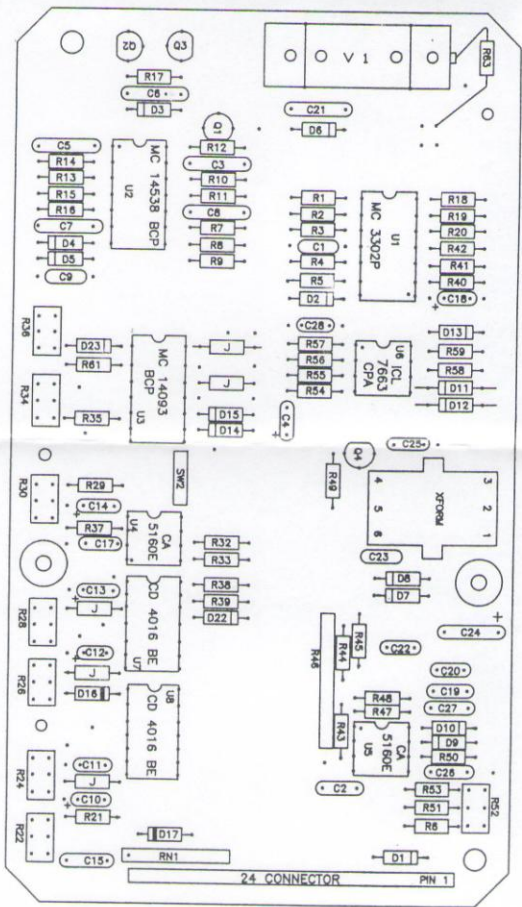 Q2
Q3
V 1
R63
R17
C6
D3
C21
D6
Q1
C5
R14
R13
R15
R16
C7
D4
D5
C9
U2
MC
14538 BCP
R12
C3
R10
R11
C8
R7
R8
R9
R1
R2
R3
C1
R4
R5
D2
U1
MC
3302P
R18
R19
R20
R42
R41
R40
C18
+
R36
D23
R61
MC
14093
BCP
U3
J
J
D15
D14
C28
R57
R56
R55
R54
U6
ICL
7663
CPA
D13
R59
R58
D11
D12
R34
R35
C4
+
C25
Q4
R49
4
5
6
XFORM
3
2
1
R30
R29
C14
+
R37
C17
SW2
U4
CA
5160E
R32
R33
C23
D8
D7
R28
C13
+
J
C12
+
CD
4016 BE
U7
R38
R39
D22
+
C24
R46
R44
R45
C22
R26
J
D16
U8
CD
4016 BE
C20
C19
C27
R48
R47
R43
CA
5160E
U5
D10
D9
R50
C26
R24
C11
J
C10
+
R21
C2
R53
R51
R6
R52
R22
D17
C15
RN1
D1
24 CONNECTOR
PIN 1